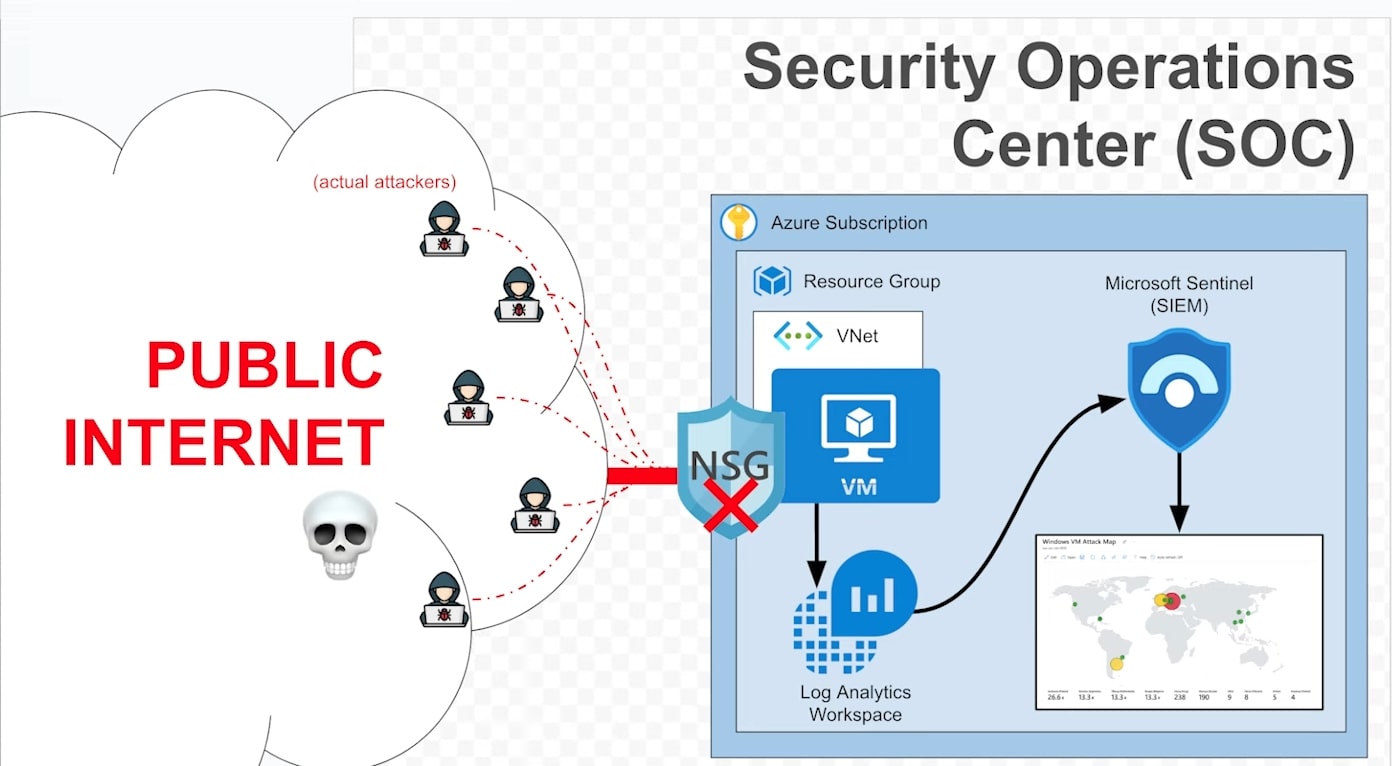 Security Operations
Center (SOC)
(actual attackers)
PUBLIC
INTERNET
Azure Subscription
Resource Group
VNet
VM
NSG
Microsoft Sentinel
(SIEM)
Log Analytics
Workspace
Windows VM Attack Map
26.6
13.3
13.3
13.3
238
190
9
8
5
4